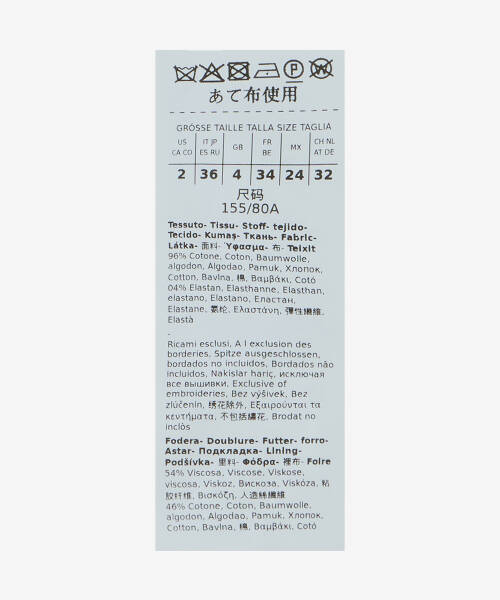 P W
あて布使用
GRÖSSE TAILLE TALLA SIZE TAGLIA
US CA CO | IT JP ES RU | GB | FR BE | MX | CH NL AT DE
2 | 36 | 4 | 34 | 24 | 32
尺码
155/80A
Tessuto- Tissu- Stoff- tejido-
Tecido- Kumaş- Ткань- Fabric-
Látka- 面料- Ύφασμα- 布- Teixit
96% Cotone, Coton, Baumwolle,
algodon, Algodao, Pamuk, Хлопок,
Cotton, Bavlna, 棉, Βαμβάκι, Cotó
04% Elastan, Elasthanne, Elasthan,
elastano, Elastano, Еластан,
Elastane, 氨纶, Ελαστάνη, 彈性纖維,
Elastà
.
Ricami esclusi, A l exclusion des
borderies, Spitze ausgeschlossen,
bordados no incluidos, Bordados não
incluidos, Nakislar hariç, исключая
все вышивки, Exclusive of
embroideries, Bez výšivek, Bez
zlúčenin, 绣花除外, Εξαιρούνται τα
κεντήματα, 不包括繡花, Brodat no
inclòs
Fodera- Doublure- Futter- forro-
Astar- Подкладка- Lining-
Podšívka- 里料- Φόδρα- 裡布- Folre
54% Viscosa, Viscose, Viskose,
viscosa, Viskoz, Вискоза, Viskóza, 粘
胶纤维, Βισκόζη, 人造絲纖維
46% Cotone, Coton, Baumwolle,
algodon, Algodao, Pamuk, Хлопок,
Cotton, Bavlna, 棉, Βαμβάκι, Cotó